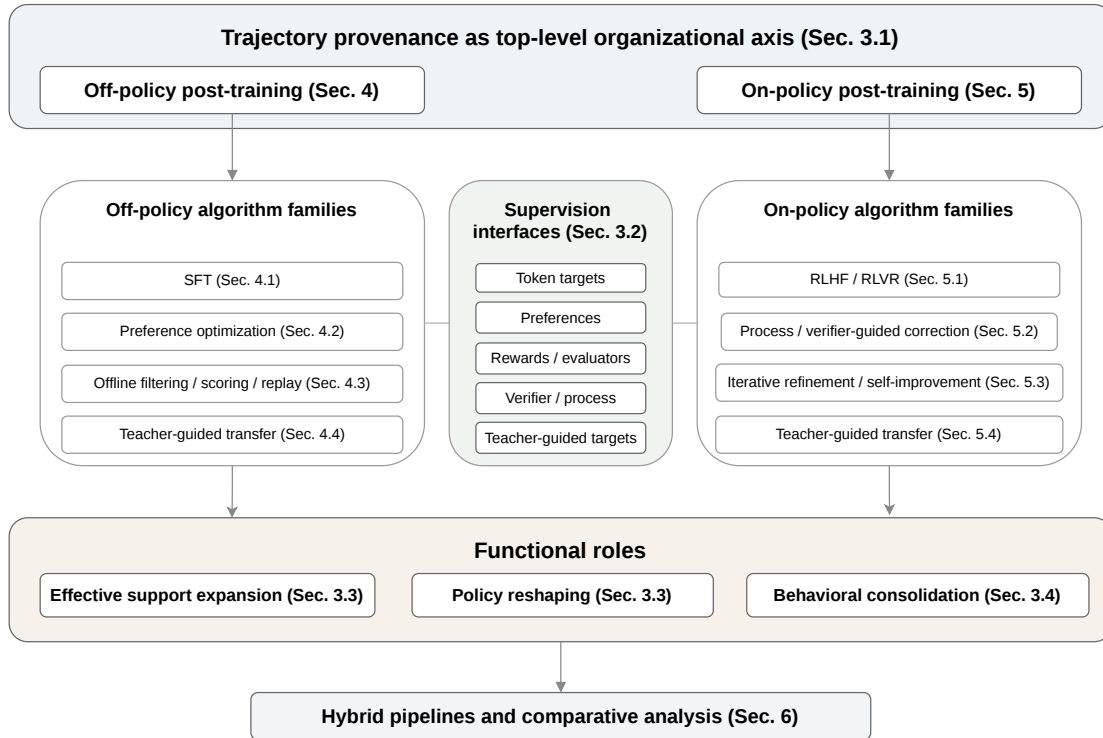 Trajectory provenance as top-level organizational axis (Sec. 3.1)
Off-policy post-training (Sec. 4)
On-policy post-training (Sec. 5)
Off-policy algorithm families
SFT (Sec. 4.1)
Preference optimization (Sec. 4.2)
Offline filtering / scoring / replay (Sec. 4.3)
Teacher-guided transfer (Sec. 4.4)
Supervision
interfaces (Sec. 3.2)
Token targets
Preferences
Rewards / evaluators
Verifier / process
Teacher-guided targets
On-policy algorithm families
RLHF / RLVR (Sec. 5.1)
Process / verifier-guided correction (Sec. 5.2)
Iterative refinement / self-improvement (Sec. 5.3)
Teacher-guided transfer (Sec. 5.4)
Functional roles
Effective support expansion (Sec. 3.3)
Policy reshaping (Sec. 3.3)
Behavioral consolidation (Sec. 3.4)
Hybrid pipelines and comparative analysis (Sec. 6)